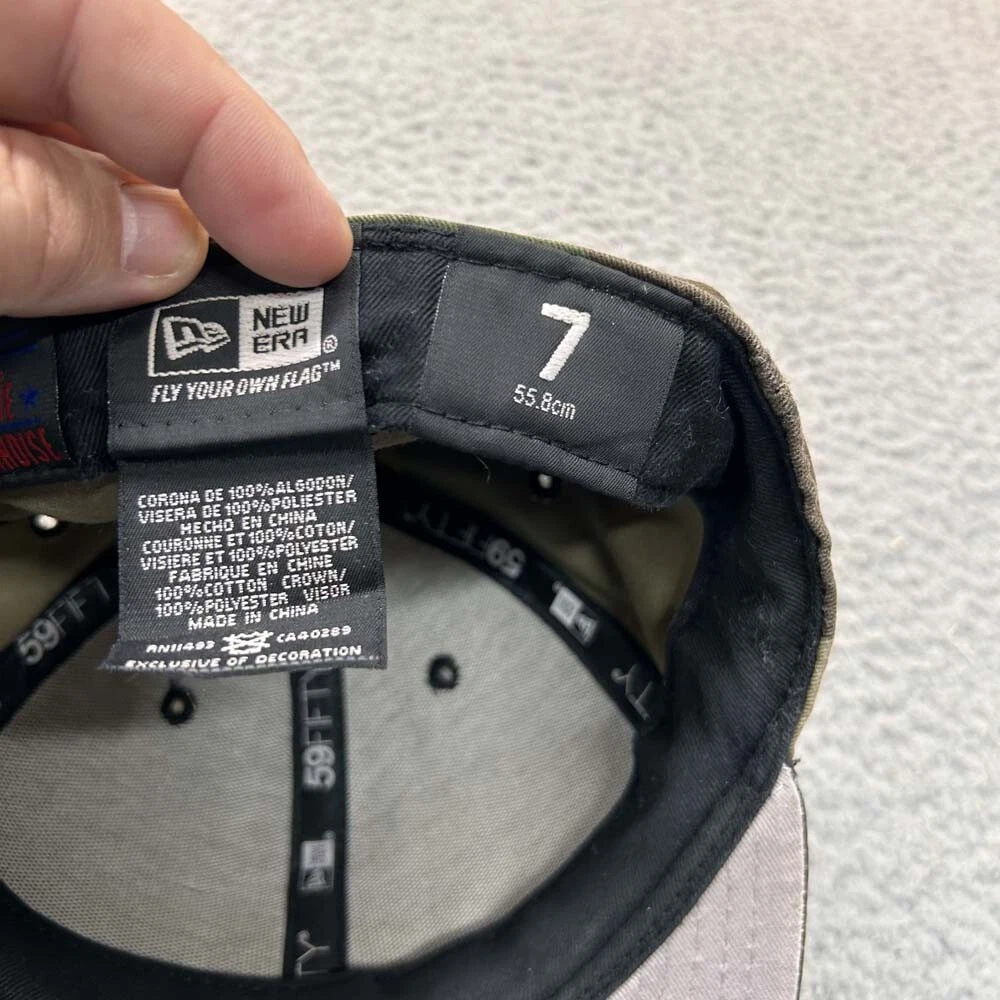 NEW
ERA®
FLY YOUR OWN FLAG™
7
55.8cm
CORONA DE 100%ALGODON/
VISERA DE 100%POLIESTER
HECHO EN CHINA
COURONNE ET 100%COTON/
VISIERE ET 100%POLYESTER
FABRIQUE EN CHINE
100%COTTON CROWN/
100%POLYESTER VISOR
MADE IN CHINA
RN11493 CA40289
EXCLUSIVE OF DECORATION
59FIFTY
59FIFTY
59FIFTY
TY